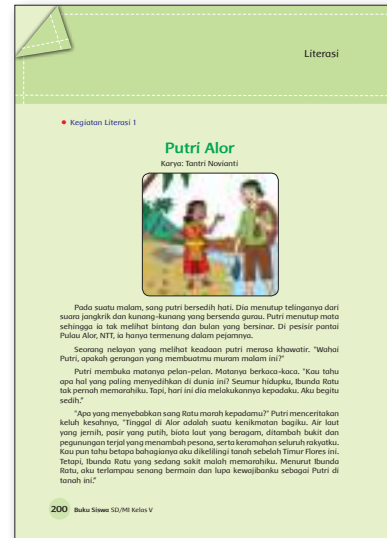 Literasi
• Kegiatan Literasi 1
Putri Alor
Karya: Tantri Novianti
Pada suatu malam, sang putri bersedih hati. Dia menutup telinganya dari
suara jangkrik dan kunang-kunang yang bersenda gurau. Putri menutup mata
sehingga ia tak melihat bintang dan bulan yang bersinar. Di pesisir pantai
Pulau Alor, NTT, ia hanya termenung dalam pejamnya.
Seorang nelayan yang melihat keadaan putri merasa khawatir. "Wahai
Putri, apakah gerangan yang membuatmu muram malam ini?"
Putri membuka matanya pelan-pelan. Matanya berkaca-kaca. "Kau tahu
apa hal yang paling menyedihkan di dunia ini? Seumur hidupku, Ibunda Ratu
tak pernah memarahiku. Tapi, hari ini dia melakukannya kepadaku. Aku begitu
sedih."
"Apa yang menyebabkan sang Ratu marah kepadamu?" Putri menceritakan
keluh kesahnya, "Tinggal di Alor adalah suatu kenikmatan bagiku. Air laut
yang jernih, pasir yang putih, biota laut yang beragam, ditambah bukit dan
pegunungan terjal yang menambah pesona, serta keramahan seluruh rakyatku.
Kau pun tahu betapa bahagianya aku dikelilingi tanah sebelah Timur Flores ini.
Tetapi, Ibunda Ratu yang sedang sakit malah memarahiku. Menurut Ibunda
Ratu, aku terlampau senang bermain dan lupa kewajibanku sebagai Putri di
tanah ini."
200 Buku Siswa SD/MI Kelas V